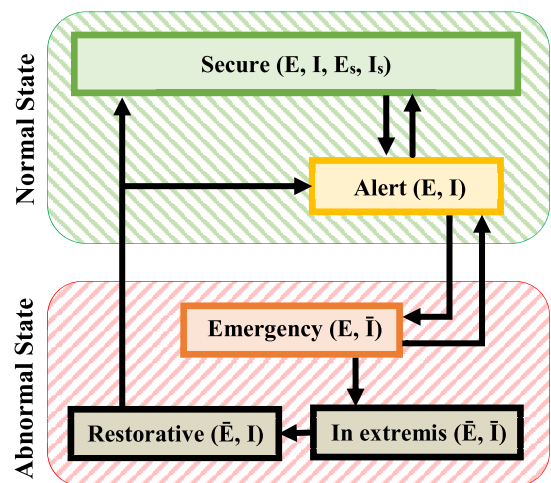 Normal State
Secure (E, I, Eₛ, Iₛ)
Alert (E, I)
Abnormal State
Emergency (E, Ī)
Restorative (Ē, I)
In extremis (Ē, Ī)